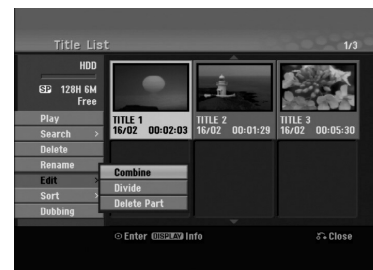 Title List
1/3
HDD
SP 128H 6M
Free
Play
Search >
Delete
Rename
Edit >
Sort >
Dubbing
Combine
Divide
Delete Part
TITLE 1
16/02 00:02:03
TITLE 2
16/02 00:01:29
TITLE 3
16/02 00:05:30
Enter DISPLAY Info
Close